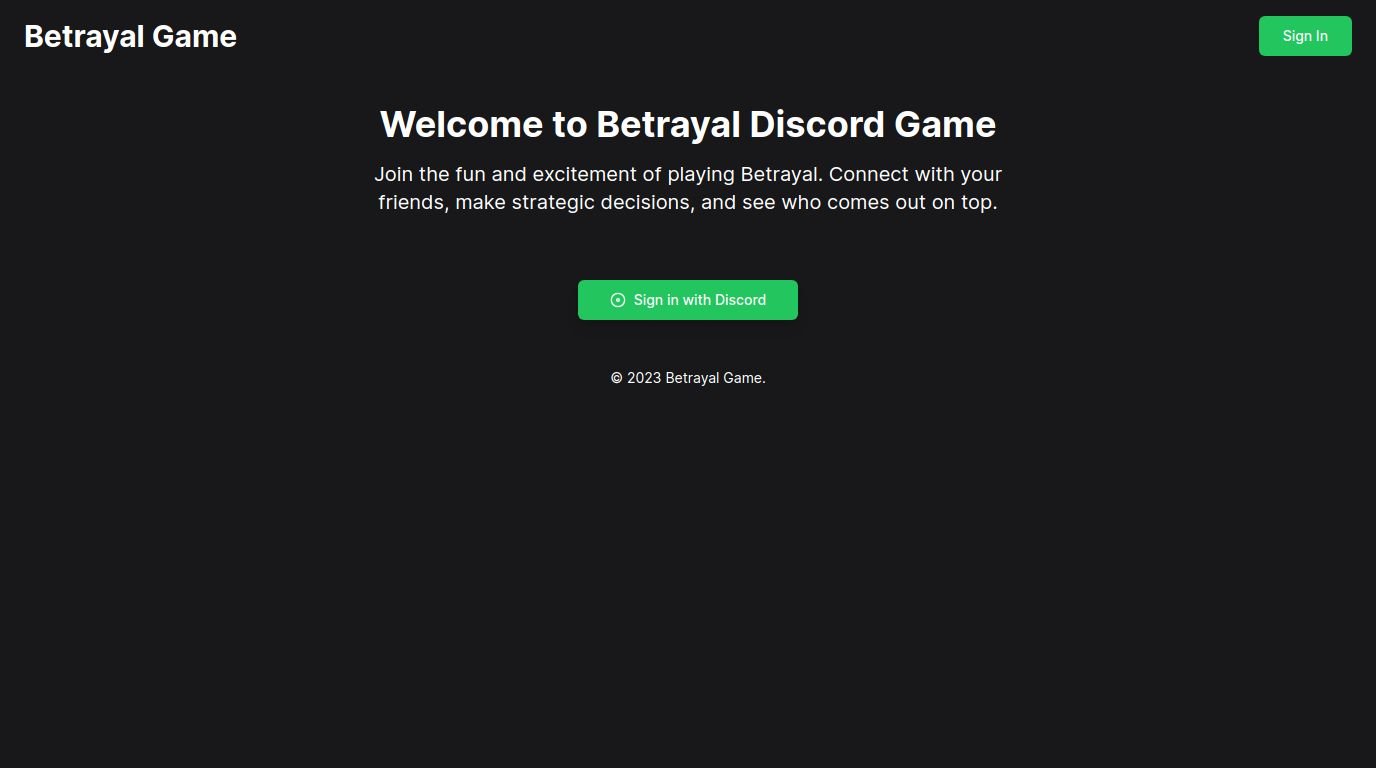 Betrayal Game
Sign In
Welcome to Betrayal Discord Game
Join the fun and excitement of playing Betrayal. Connect with your
friends, make strategic decisions, and see who comes out on top.
Sign in with Discord
© 2023 Betrayal Game.